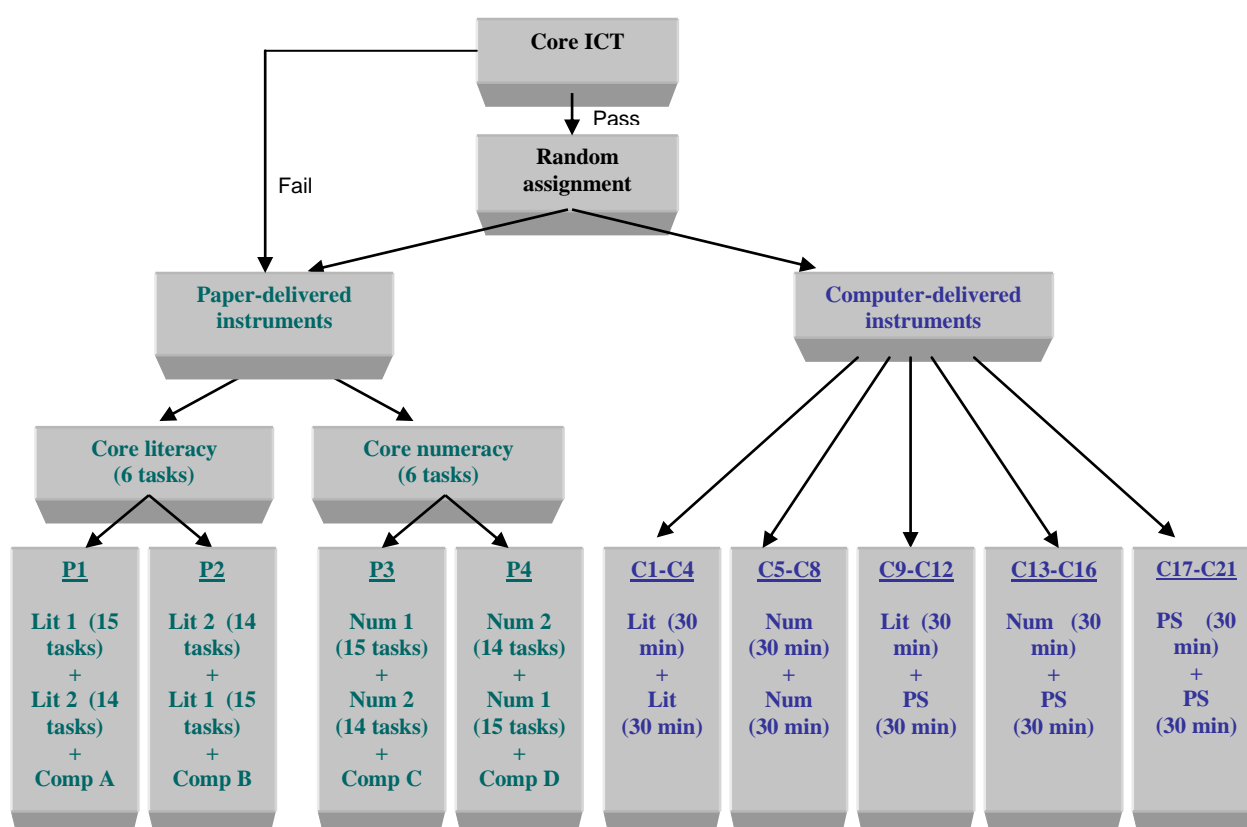 Core ICT
Pass
Random
assignment
Fail
Paper-delivered
instruments
Computer-delivered
instruments
Core literacy
(6 tasks)
Core numeracy
(6 tasks)
P1
Lit 1 (15
tasks)
+
Lit 2 (14
tasks)
+
Comp A
P2
Lit 2 (14
tasks)
+
Lit 1 (15
tasks)
+
Comp B
P3
Num 1
(15 tasks)
+
Num 2
(14 tasks)
+
Comp C
P4
Num 2
(14 tasks)
+
Num 1
(15 tasks)
+
Comp D
C1-C4
Lit (30
min)
+
Lit
(30 min)
C5-C8
Num
(30 min)
+
Num
(30 min)
C9-C12
Lit (30
min)
+
PS
(30 min)
C13-C16
Num (30
min)
+
PS
(30 min)
C17-C21
PS (30
min)
+
PS
(30 min)